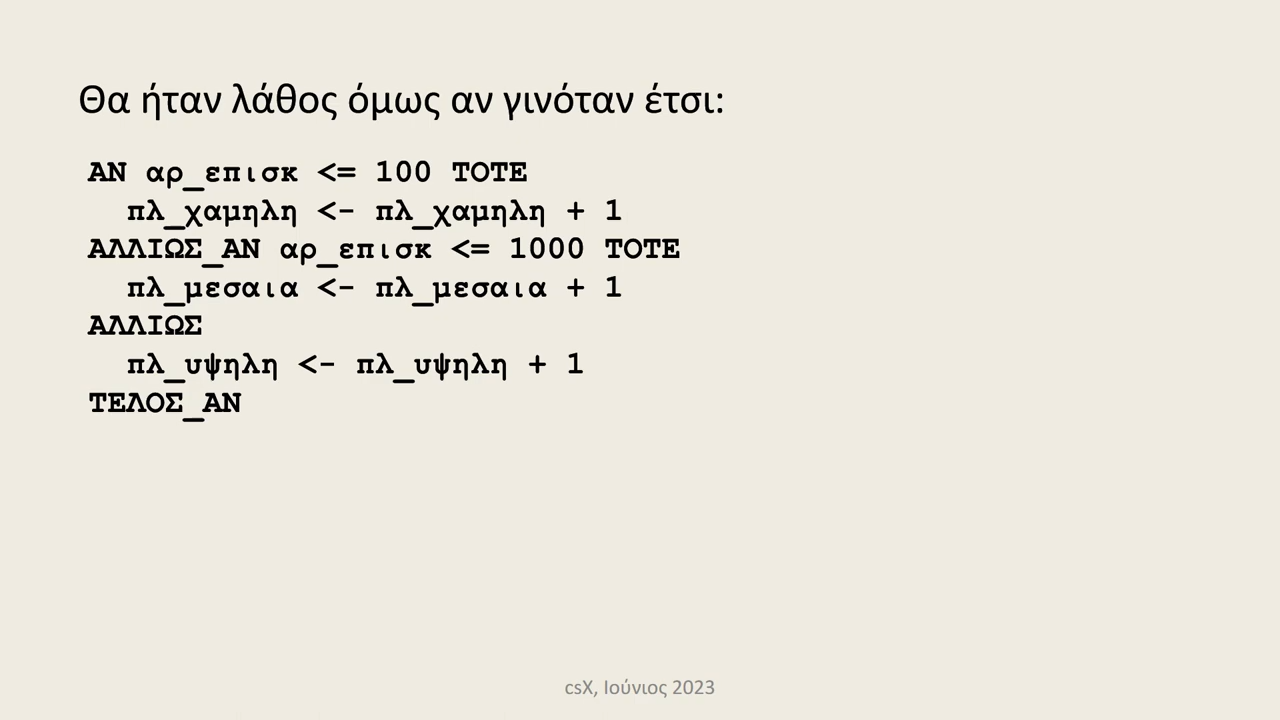 Θα ήταν λάθος όμως αν γινόταν έτσι:
ΑΝ αρ_επισκ <= 100 ΤΟΤΕ
πλ_χαμηλη <- πλ_χαμηλη + 1
ΑΛΛΙΩΣ_ΑΝ αρ_επισκ <= 1000 ΤΟΤΕ
πλ_μεσαια <- πλ_μεσαια + 1
ΑΛΛΙΩΣ
πλ_υψηλη <- πλ_υψηλη + 1
ΤΕΛΟΣ_ΑΝ
csX, Ιούνιος 2023